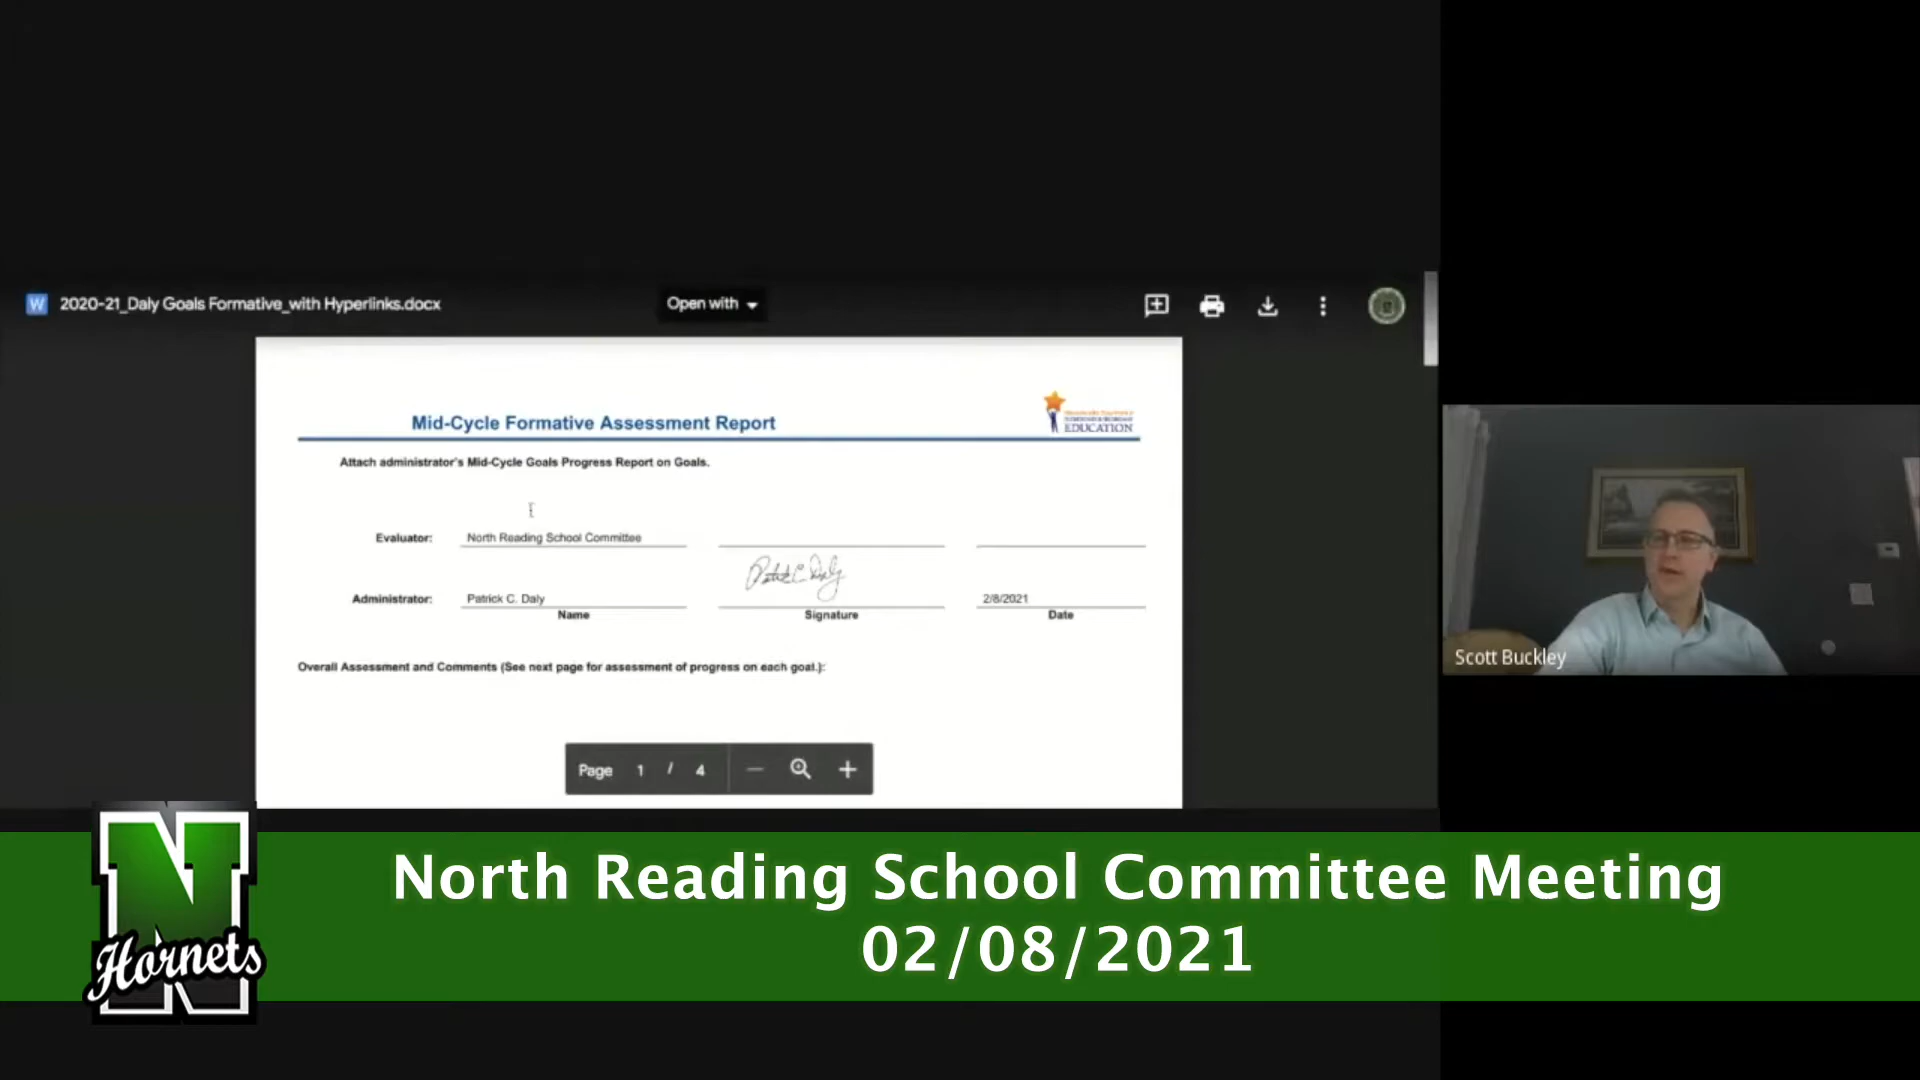 2020-21_Daly Goals Formative_with Hyperlinks.docx
Open with
Mid-Cycle Formative Assessment Report
EDUCATION
Attach administrator's Mid-Cycle Goals Progress Report on Goals.
Evaluator: North Reading School Committee
Patrick C. Daly
Administrator: Patrick C. Daly 2/8/2021
Name Signature Date
Overall Assessment and Comments (See next page for assessment of progress on each goal.):
Page 1 / 4
Scott Buckley
N
Hornets
North Reading School Committee Meeting
02/08/2021